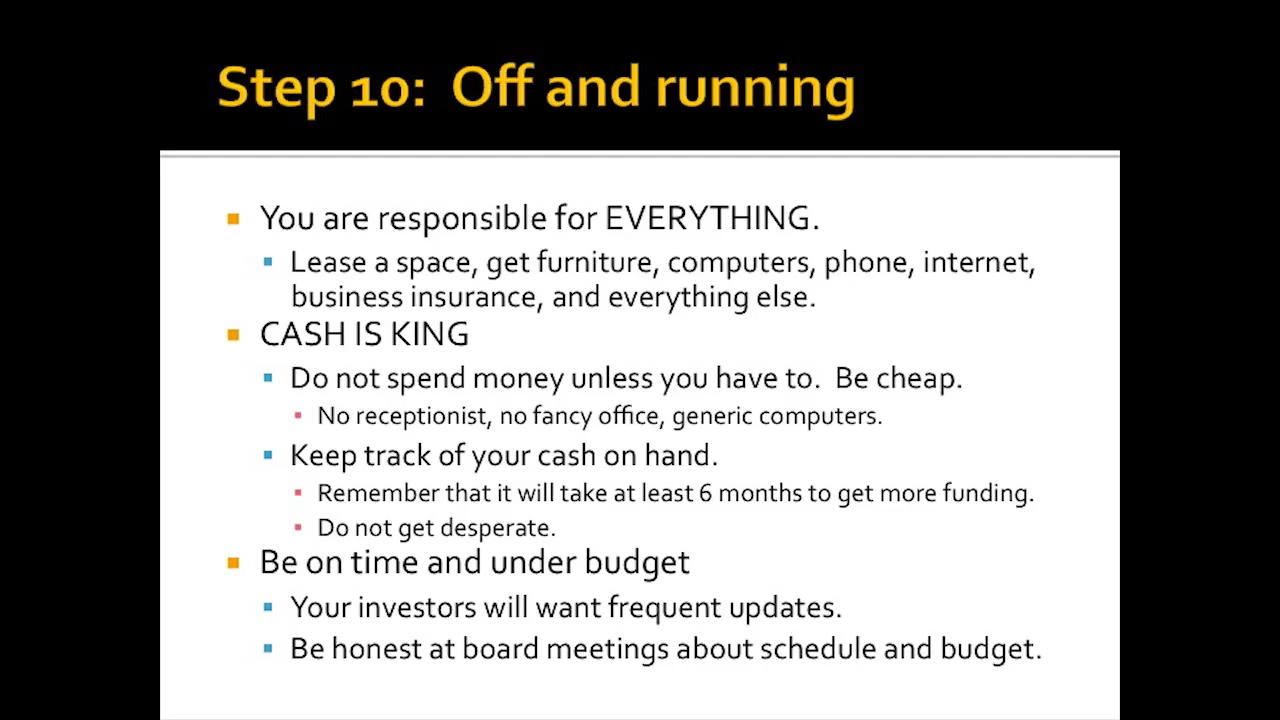 Step 10:  Off and running
You are responsible for EVERYTHING.
Lease a space, get furniture, computers, phone, internet,
business insurance, and everything else.
CASH IS KING
Do not spend money unless you have to.  Be cheap.
No receptionist, no fancy office, generic computers.
Keep track of your cash on hand.
Remember that it will take at least 6 months to get more funding.
Do not get desperate.
Be on time and under budget
Your investors will want frequent updates.
Be honest at board meetings about schedule and budget.